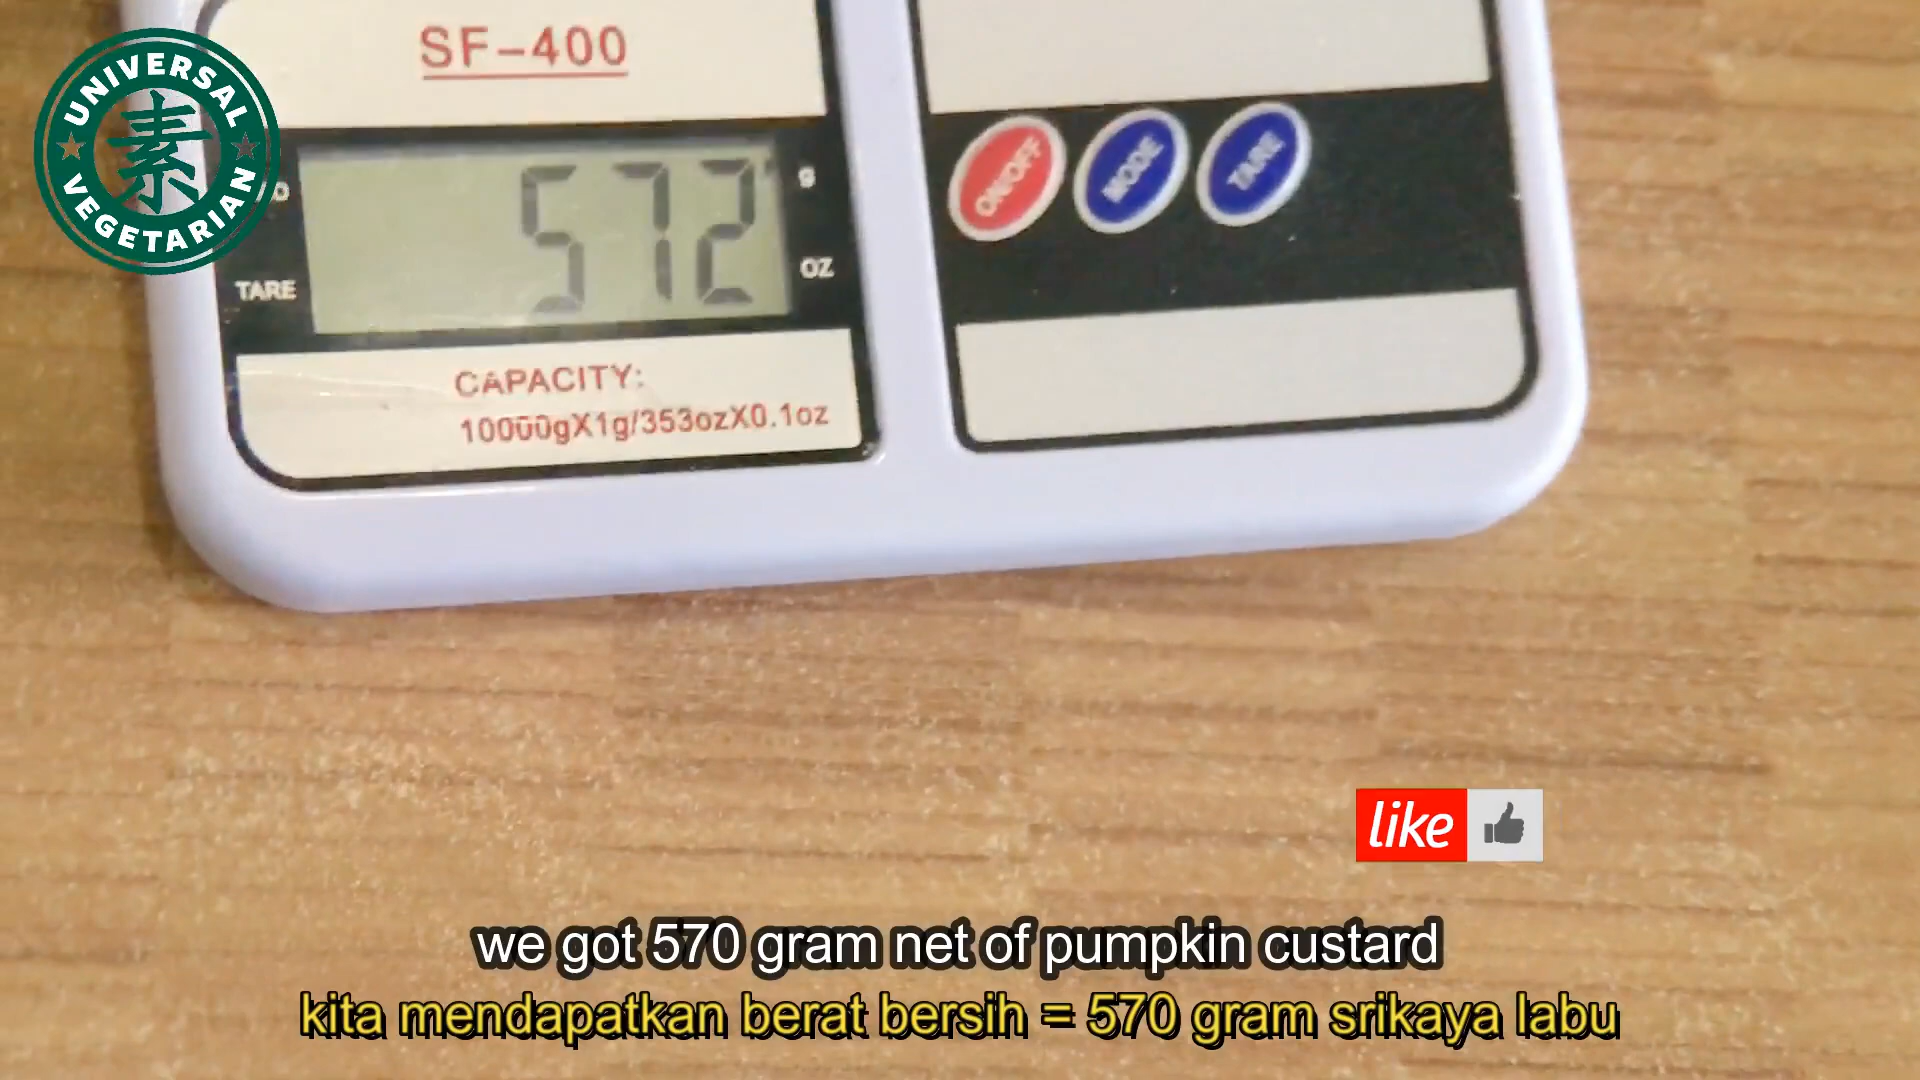 SF-400
UNIVERSAL
素
VEGETARIAN
572
g
oz
TARE
ON/OFF
MODE
TARE
CAPACITY:
10000gX1g/353ozX0.1oz
like
we got 570 gram net of pumpkin custard
kita mendapatkan berat bersih = 570 gram srikaya labu